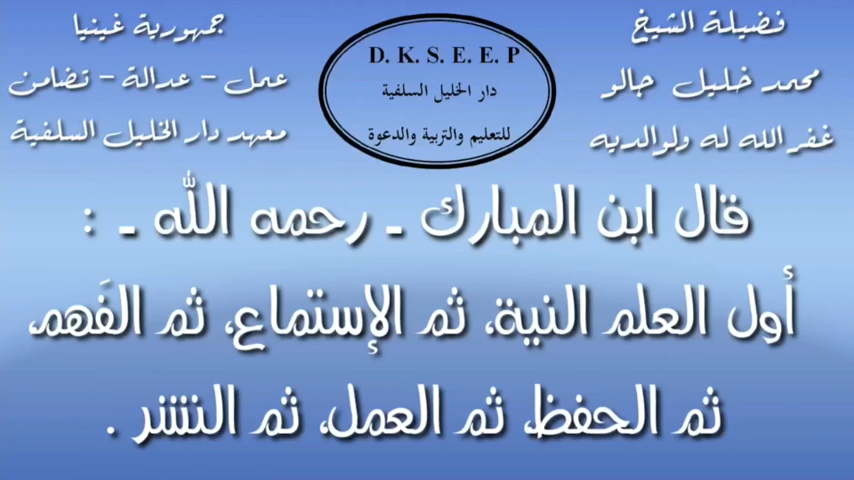 فضيلة الشيخ
محمد خليل جالو
غفر الله له ولوالديه
D. K. S. E. E. P
دار الخليل السلفية
للتعليم والتربية والدعوة
جمهورية غينيا
عمل - عدالة - تضامن
معهد دار الخليل السلفية
قال ابن المبارك ـ رحمه الله ـ :
أول العلم النية، ثم الإستماع، ثم الفَهم،
ثم الحفظ، ثم العمل، ثم النشر .